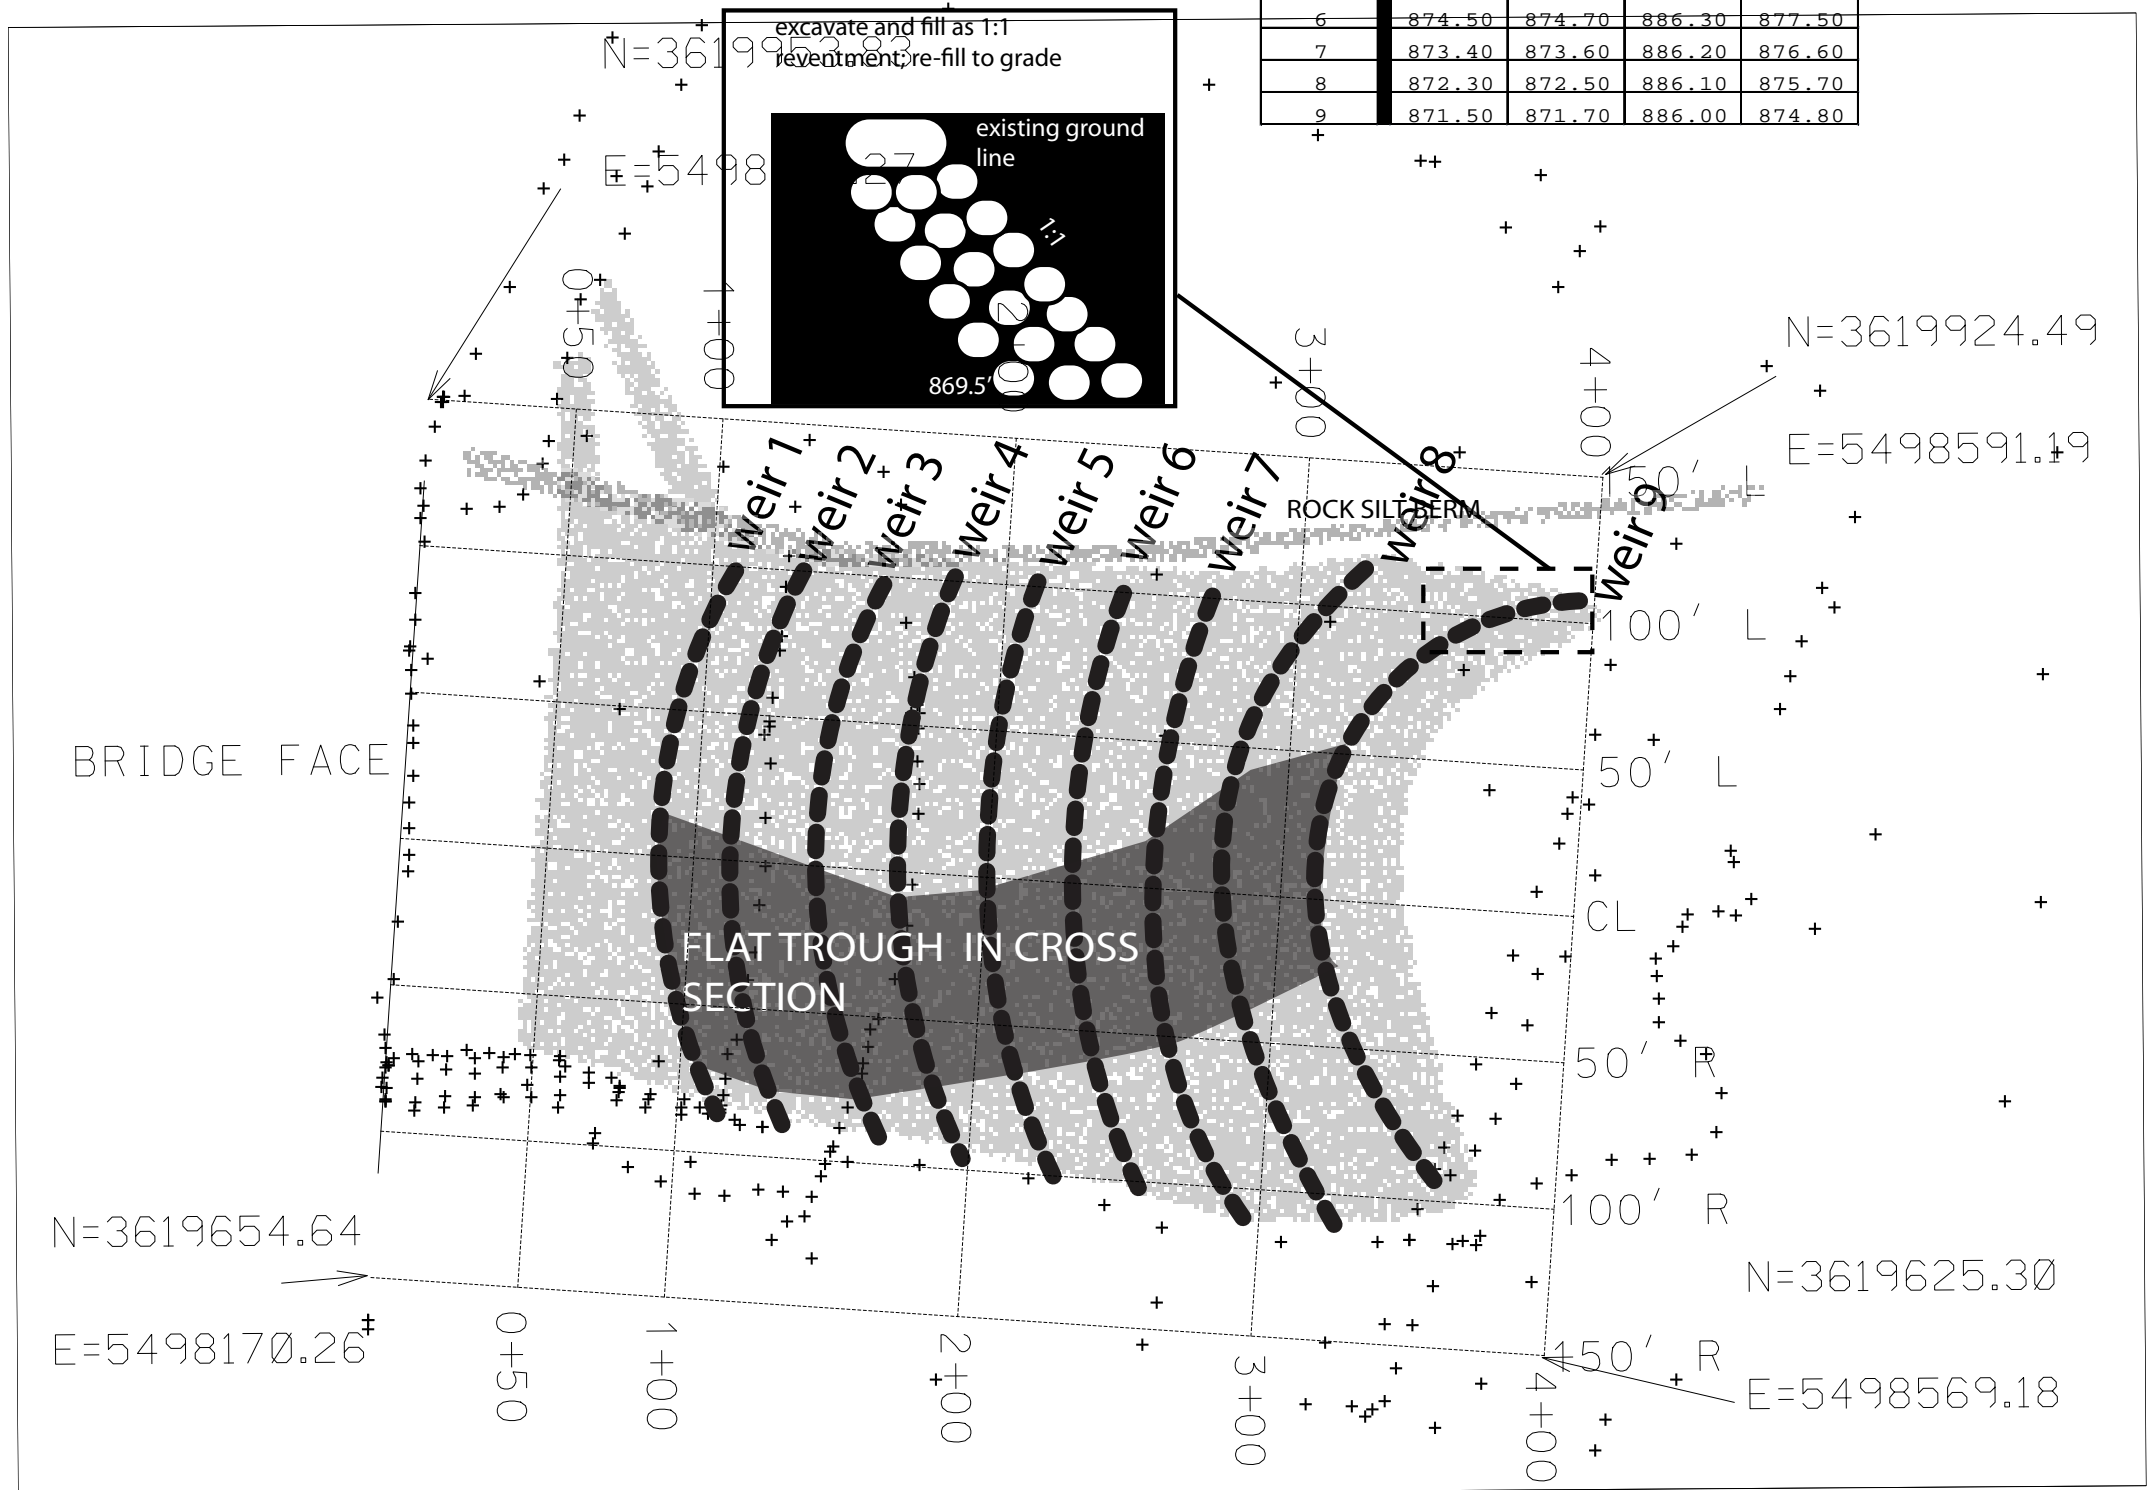 6 874.50 874.70 886.30 877.50
7 873.40 873.60 886.20 876.60
8 872.30 872.50 886.10 875.70
9 871.50 871.70 886.00 874.80
excavate and fill as 1:1
reventment; re-fill to grade
N=3619953.83
existing ground
line
E=5498 .27
1:1
869.5'
0+50
1+00
2+00
3+00
4+00
N=3619924.49
E=5498591.19
weir 1
weir 2
weir 3
weir 4
weir 5
weir 6
weir 7
weir 8
weir 9
ROCK SILT BERM
150' L
100' L
BRIDGE FACE
50' L
CL
FLAT TROUGH IN CROSS
SECTION
50' R
100' R
N=3619654.64
E=5498170.26
N=3619625.30
150' R
E=5498569.18
0+50
1+00
2+00
3+00
4+00